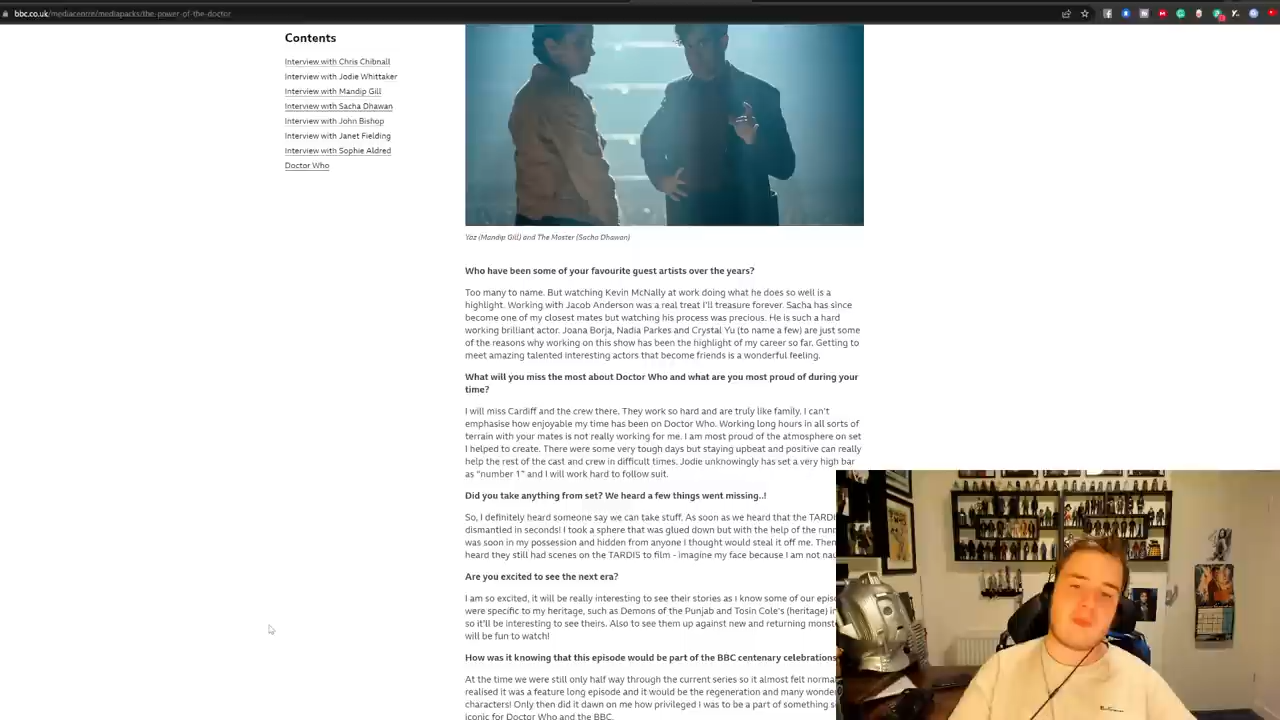 bbc.co.uk/mediacentre/mediapacks/the-power-of-the-doctor
Contents
Interview with Chris Chibnall
Interview with Jodie Whittaker
Interview with Mandip Gill
Interview with Sacha Dhawan
Interview with John Bishop
Interview with Janet Fielding
Interview with Sophie Aldred
Doctor Who
Yaz (Mandip Gill) and The Master (Sacha Dhawan)
Who have been some of your favourite guest artists over the years?
Too many to name. But watching Kevin McNally at work doing what he does so well is a
highlight. Working with Jacob Anderson was a real treat I'll treasure forever. Sacha has since
become one of my closest mates but watching his process was precious. He is such a hard
working brilliant actor. Joana Borja, Nadia Parkes and Crystal Yu (to name a few) are just some
of the reasons why working on this show has been the highlight of my career so far. Getting to
meet amazing talented interesting actors that become friends is a wonderful feeling.
What will you miss the most about Doctor Who and what are you most proud of during your
time?
I will miss Cardiff and the crew there. They work so hard and are truly like family. I can't
emphasise how enjoyable my time has been on Doctor Who. Working long hours in all sorts of
terrain with your mates is not really working for me. I am most proud of the atmosphere on set
I helped to create. There were some very tough days but staying upbeat and positive can really
help the rest of the cast and crew in difficult times. Jodie unknowingly has set a very high bar
as "number 1" and I will work hard to follow suit.
Did you take anything from set? We heard a few things went missing..!
So, I definitely heard someone say we can take stuff. As soon as we heard that the TARDI
dismantled in seconds! I took a sphere that was glued down but with the help of the runn
was soon in my possession and hidden from anyone I thought would steal it off me. Then
heard they still had scenes on the TARDIS to film - imagine my face because I am not nau
Are you excited to see the next era?
I am so excited, it will be really interesting to see their stories as I know some of our epis
were specific to my heritage, such as Demons of the Punjab and Tosin Cole's (heritage) in
so it'll be interesting to see theirs. Also to see them up against new and returning monst
will be fun to watch!
How was it knowing that this episode would be part of the BBC centenary celebrations
At the time we were still only half way through the current series so it almost felt norma
realised it was a feature long episode and it would be the regeneration and many wonde
characters! Only then did it dawn on me how privileged I was to be a part of something s
iconic for Doctor Who and the BBC.